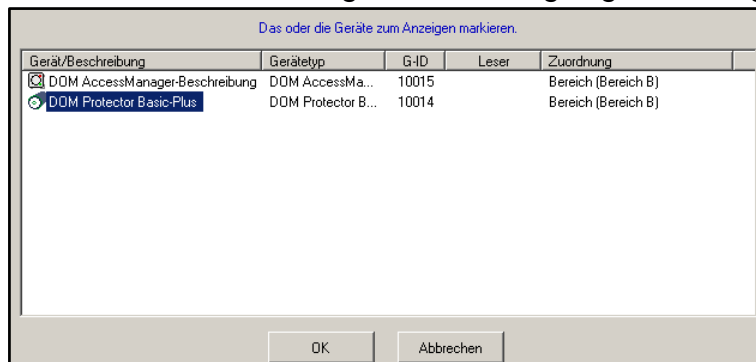 Das oder die Geräte zum Anzeigen markieren.
Gerät/Beschreibung Gerätetyp G-ID Leser Zuordnung
DOM AccessManager-Beschreibung DOM AccessMa... 10015 Bereich (Bereich B)
DOM Protector Basic-Plus DOM Protector B... 10014 Bereich (Bereich B)
OK Abbrechen